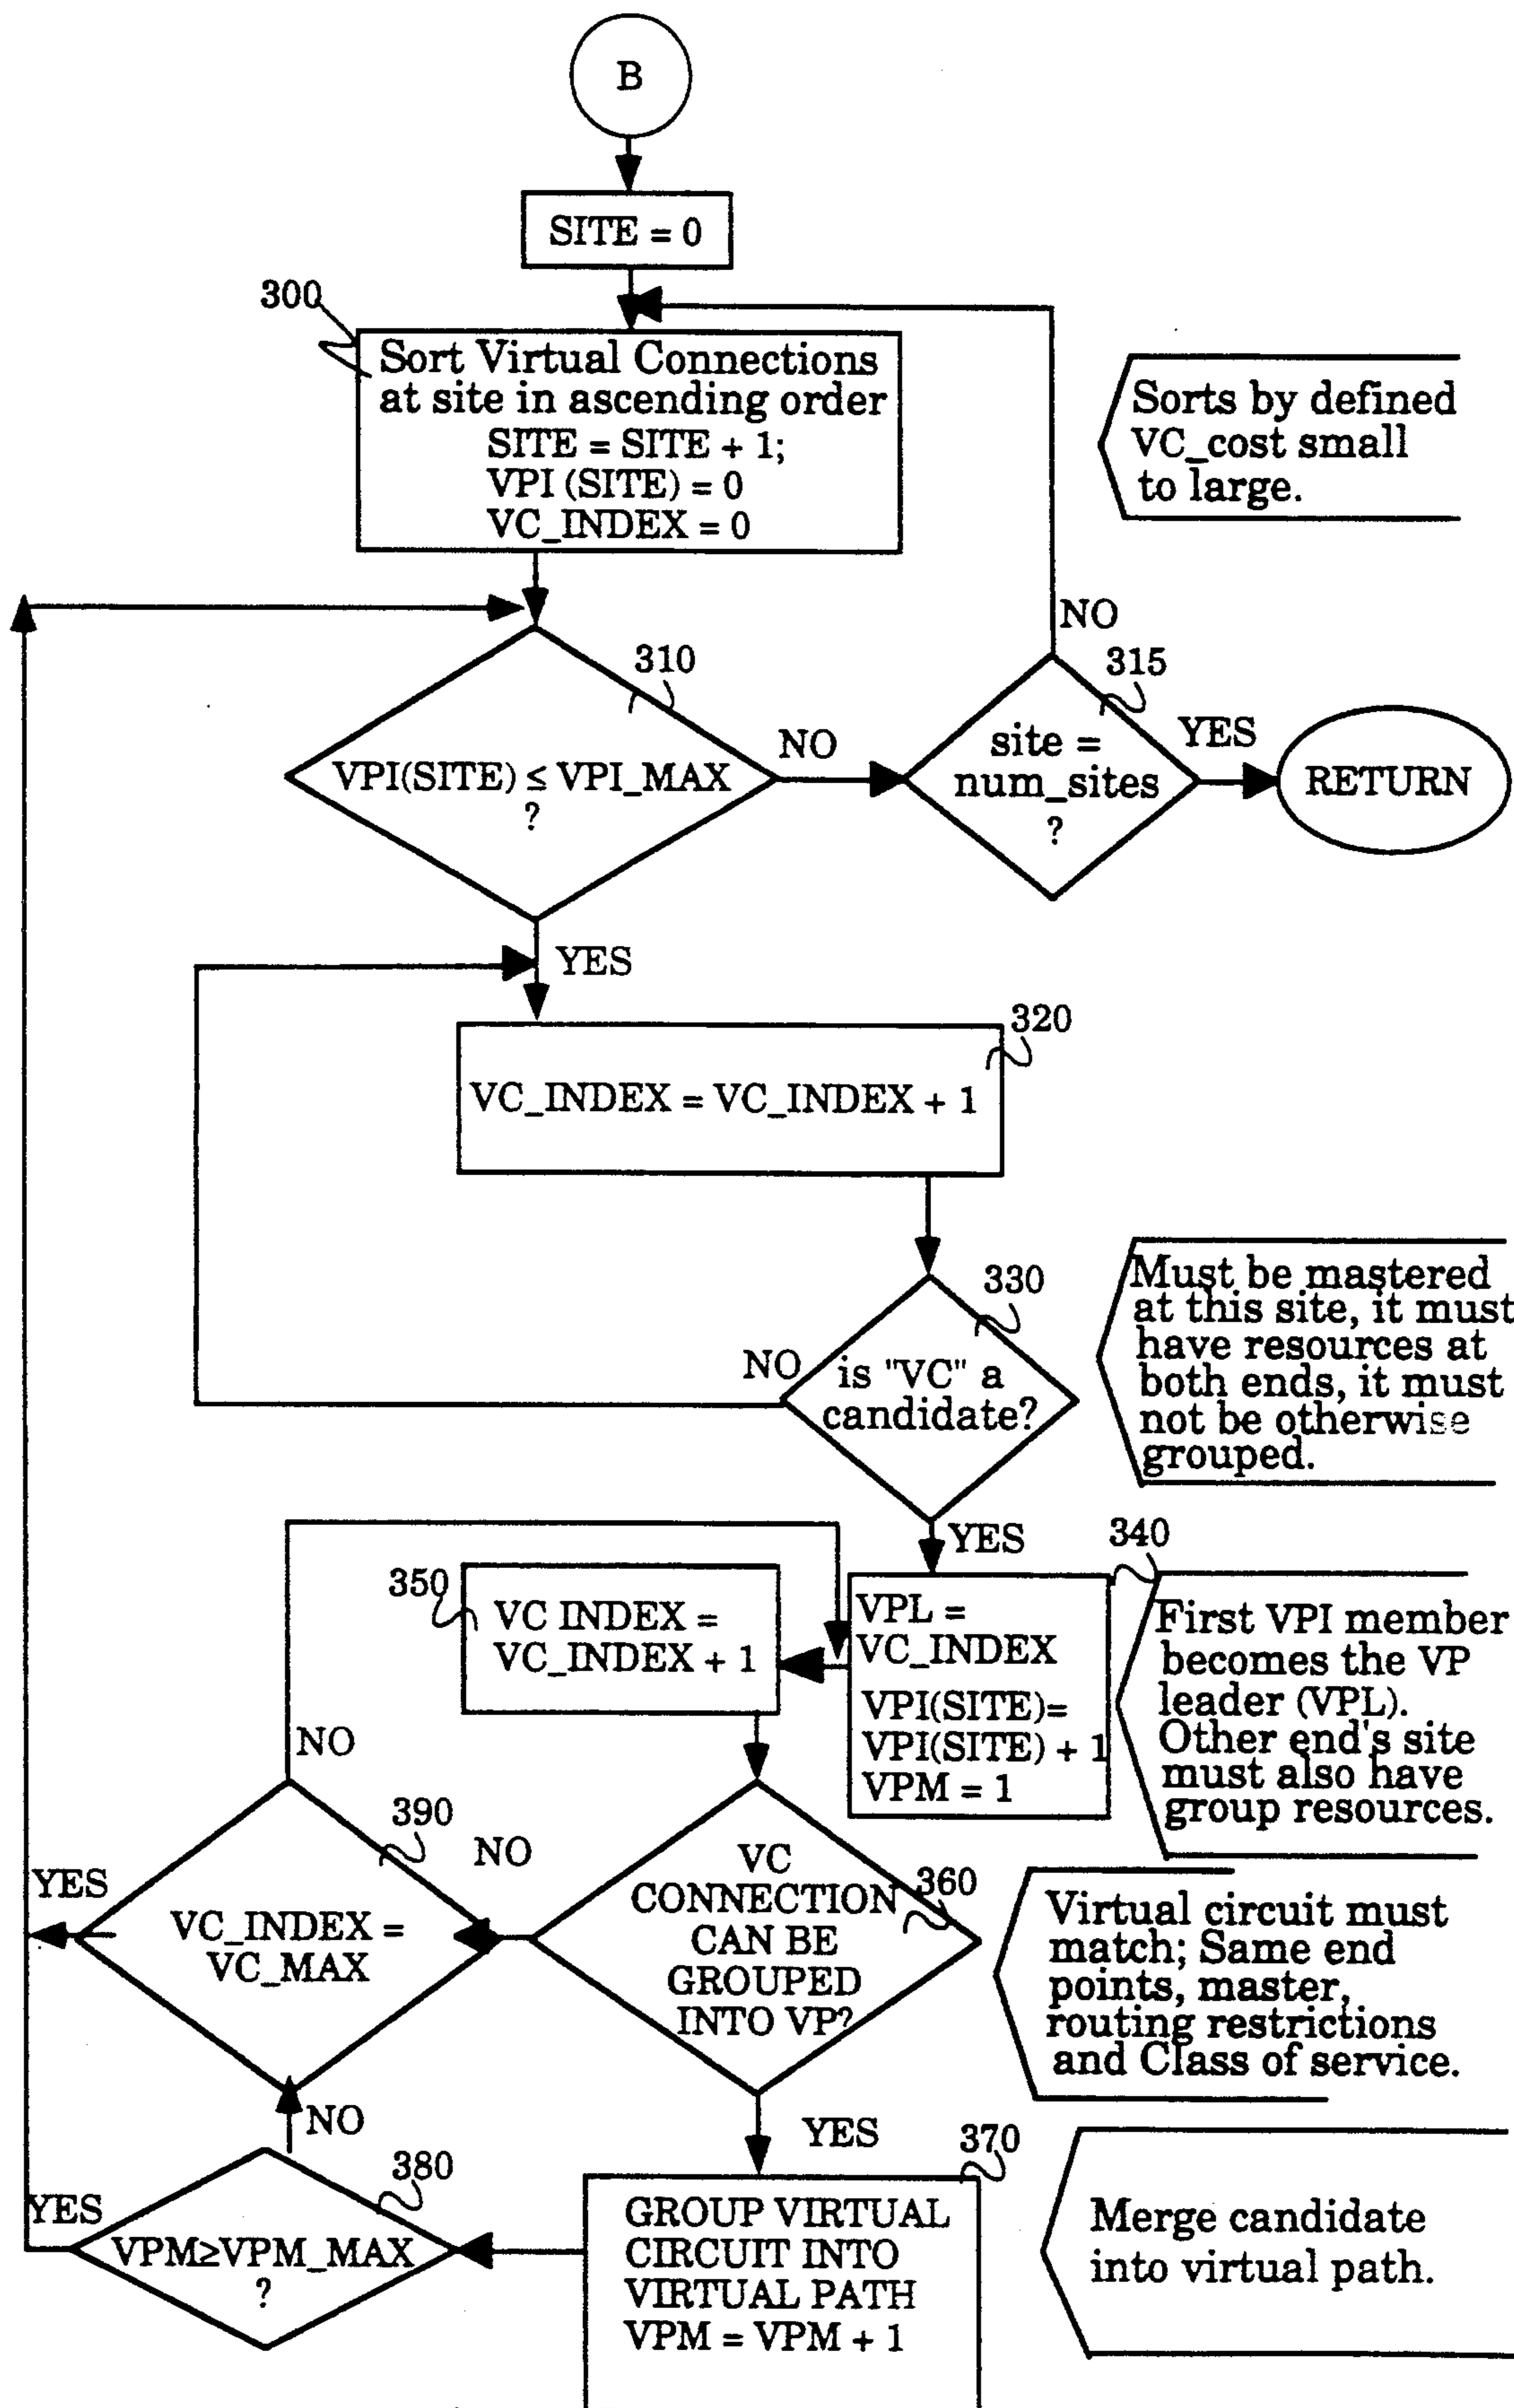 B
SITE = 0
300
Sort Virtual Connections
at site in ascending order
SITE = SITE + 1;
VPI (SITE) = 0
VC_INDEX = 0
Sorts by defined
VC_cost small
to large.
NO
310
315
VPI(SITE) ≤ VPI_MAX
?
NO
site =
num_sites
?
YES
RETURN
YES
320
VC_INDEX = VC_INDEX + 1
330
NO
is "VC" a
candidate?
Must be mastered
at this site, it must
have resources at
both ends, it must
not be otherwise
grouped.
YES
340
350
VC INDEX =
VC_INDEX + 1
VPL =
VC_INDEX
VPI(SITE)=
VPI(SITE) + 1
VPM = 1
First VPI member
becomes the VP
leader (VPL).
Other end's site
must also have
group resources.
NO
390
NO
YES
VC_INDEX =
VC_MAX
360
VC
CONNECTION
CAN BE
GROUPED
INTO VP?
Virtual circuit must
match; Same end
points, master,
routing restrictions
and Class of service.
NO
YES
370
380
YES
VPM≥VPM_MAX
?
GROUP VIRTUAL
CIRCUIT INTO
VIRTUAL PATH
VPM = VPM + 1
Merge candidate
into virtual path.